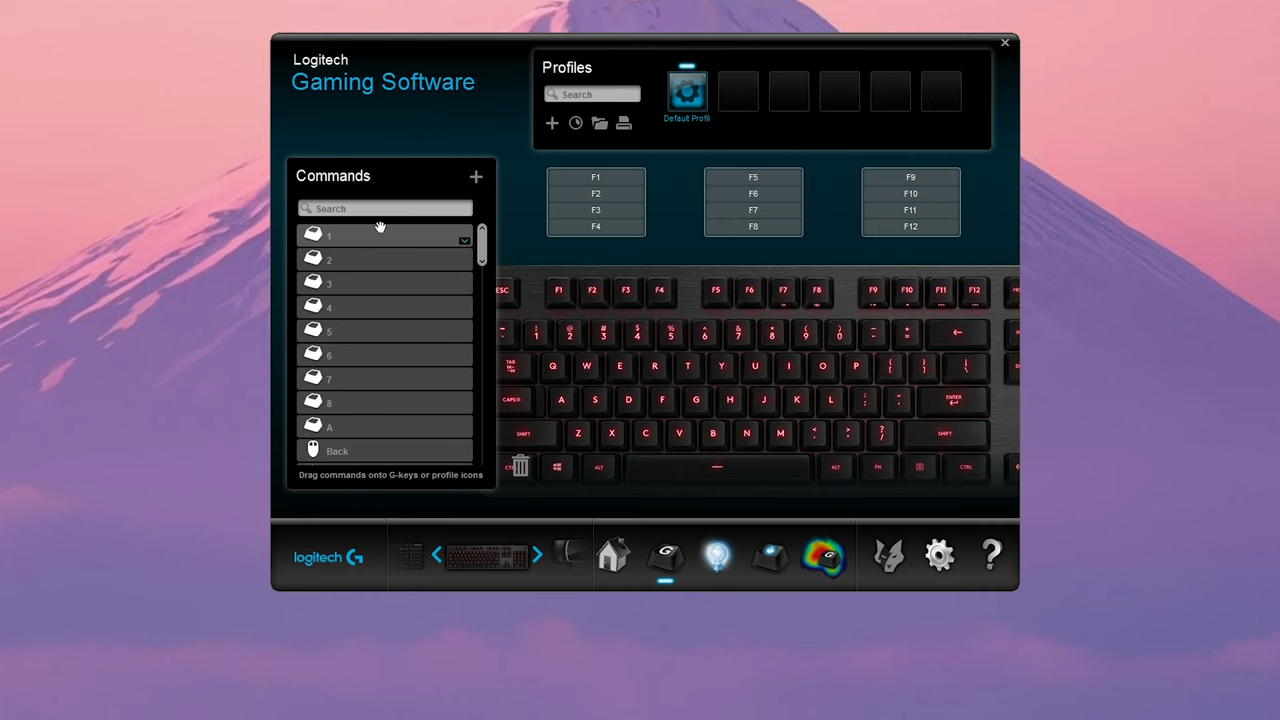 Logitech
Gaming Software
Profiles
Search
Default Profil
Commands
Search
1
2
3
4
5
6
7
8
A
Back
Drag commands onto G-keys or profile icons
F1
F2
F3
F4
F5
F6
F7
F8
F9
F10
F11
F12
ESC F1 F2 F3 F4 F5 F6 F7 F8 F9 F10 F11 F12
! 1 @ 2 # 3 $ 4 % 5 ^ 6 & 7 * 8 ( 9 ) 0 - = +
TAB Q W E R T Y U I O P { [ } ] \
CAPS A S D F G H J K L : ; " ' ENTER
SHIFT Z X C V B N M < , > . ? / SHIFT
ALT ALT FN CTRL
logitech G
G
G
?